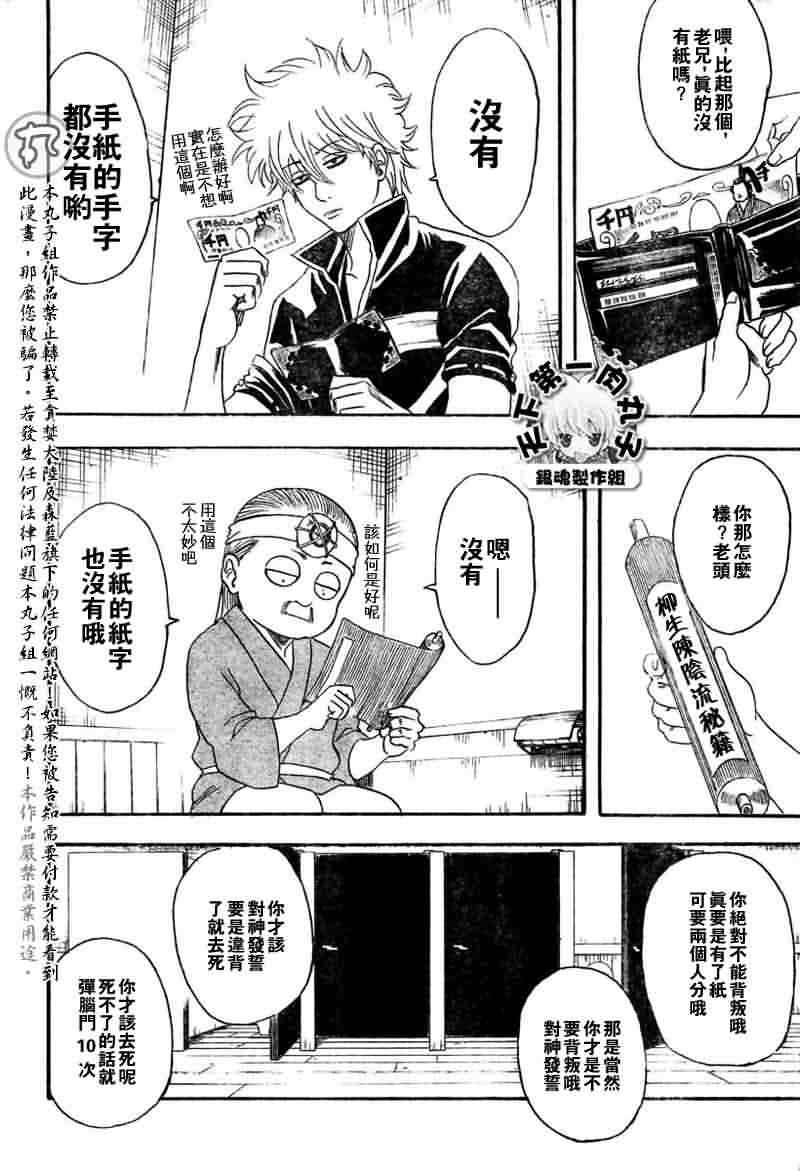 喂，比起那個，
老兄，真的沒
有紙嗎？
千円
千
沒有
怎麼辦好啊
實在是不想
用這個啊
千円
手紙的手字
都沒有喲
天下第一肉丸子
銀魂製作組
你那怎麼
樣？老頭
柳生陳陰流秘籍
嗯——
沒有
該如何是好呢
用這個
不太妙吧
手紙的紙字
也沒有哦
你絕對不能背叛哦
真要是有了紙
可要兩個人分哦
那是當然
你才是不
要背叛哦
對神發誓
你才該
對神發誓
要是違背
了就去死
你才該去死呢
死不了的話就
彈腦門10次
丸
本丸子組作品禁止轉載至貪婪大陸及森藍旗下的任何網站！如果您被告知需要付款才能看到
此漫畫，那麼您被騙了。若發生任何法律問題本丸子組一概不負責！本作品嚴禁商業用途。